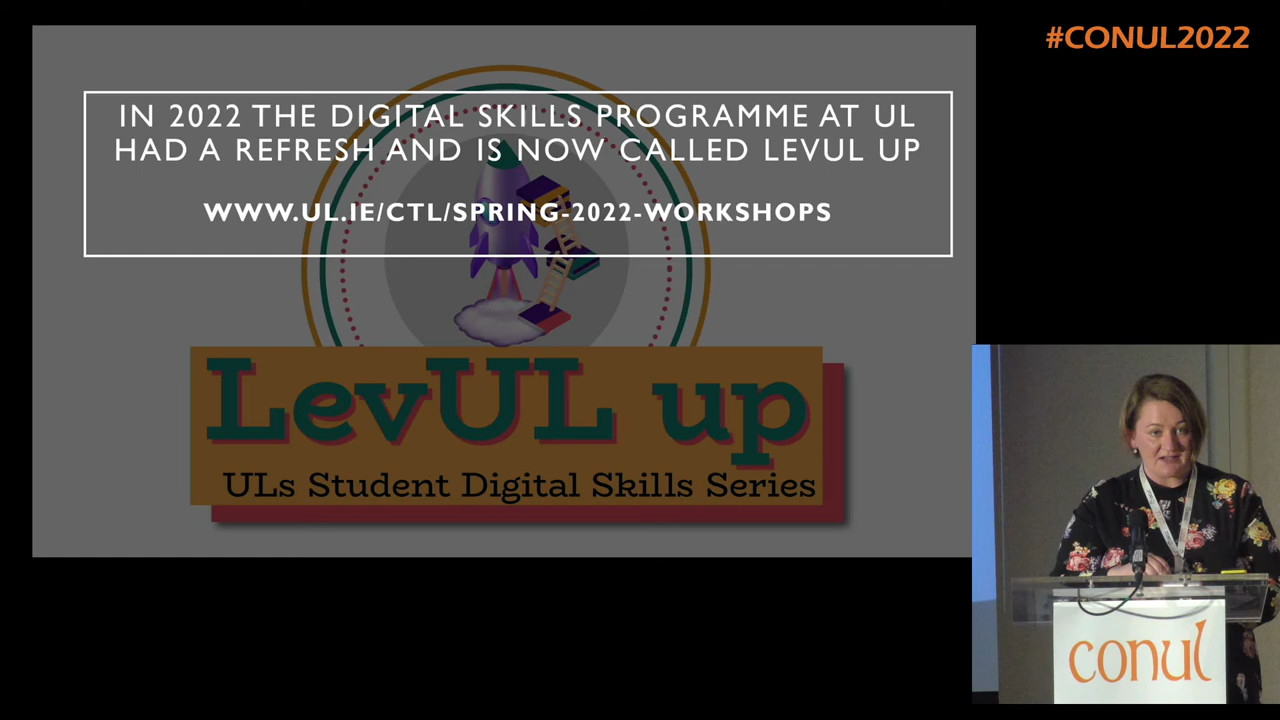 #CONUL2022
IN 2022 THE DIGITAL SKILLS PROGRAMME AT UL
HAD A REFRESH AND IS NOW CALLED LEVUL UP
WWW.UL.IE/CTL/SPRING-2022-WORKSHOPS
LevUL up
ULs Student Digital Skills Series
conul